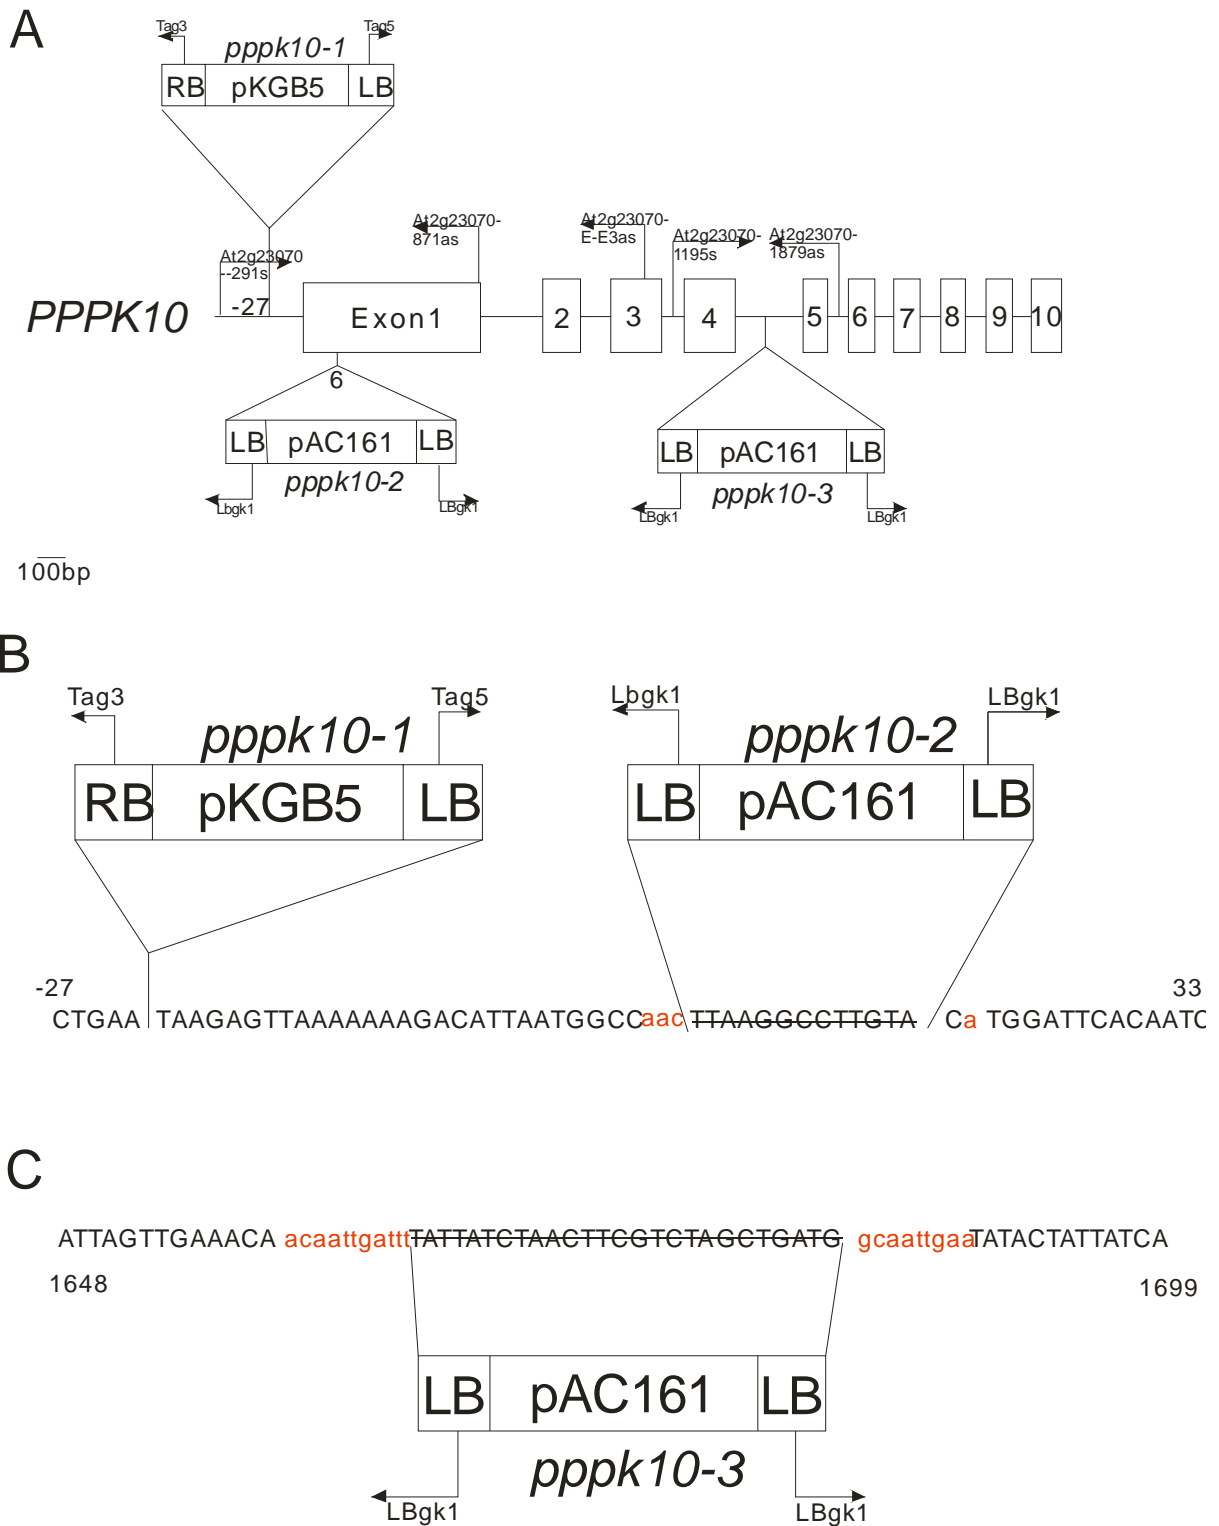 A
Tag3
Tag5
pppk10-1
RB pKGB5 LB
At2g23070
--291s
-27
At2g23070-
871as
At2g23070-
E-E3as
At2g23070-
1195s
At2g23070-
1879as
PPPK10
Exon1
2
3
4
5
6
7
8
9
10
6
LB pAC161 LB
pppk10-2
Lbgk1
LBgk1
LB pAC161 LB
pppk10-3
LBgk1
LBgk1
100bp
B
Tag3
Tag5
pppk10-1
RB pKGB5 LB
Lbgk1
LBgk1
pppk10-2
LB pAC161 LB
-27
33
CTGAA TAAGAGTTAAAAAAAGACATTAATGGCCaac TTAAGGCCTTGTA Ca TGGATTCACAATC
C
ATTAGTTGAAACA acaattgatttTATTATCTAACTTCGTCTAGCTGATG gcaattgaaTATACTATTATCA
1648
1699
LB pAC161 LB
pppk10-3
LBgk1
LBgk1